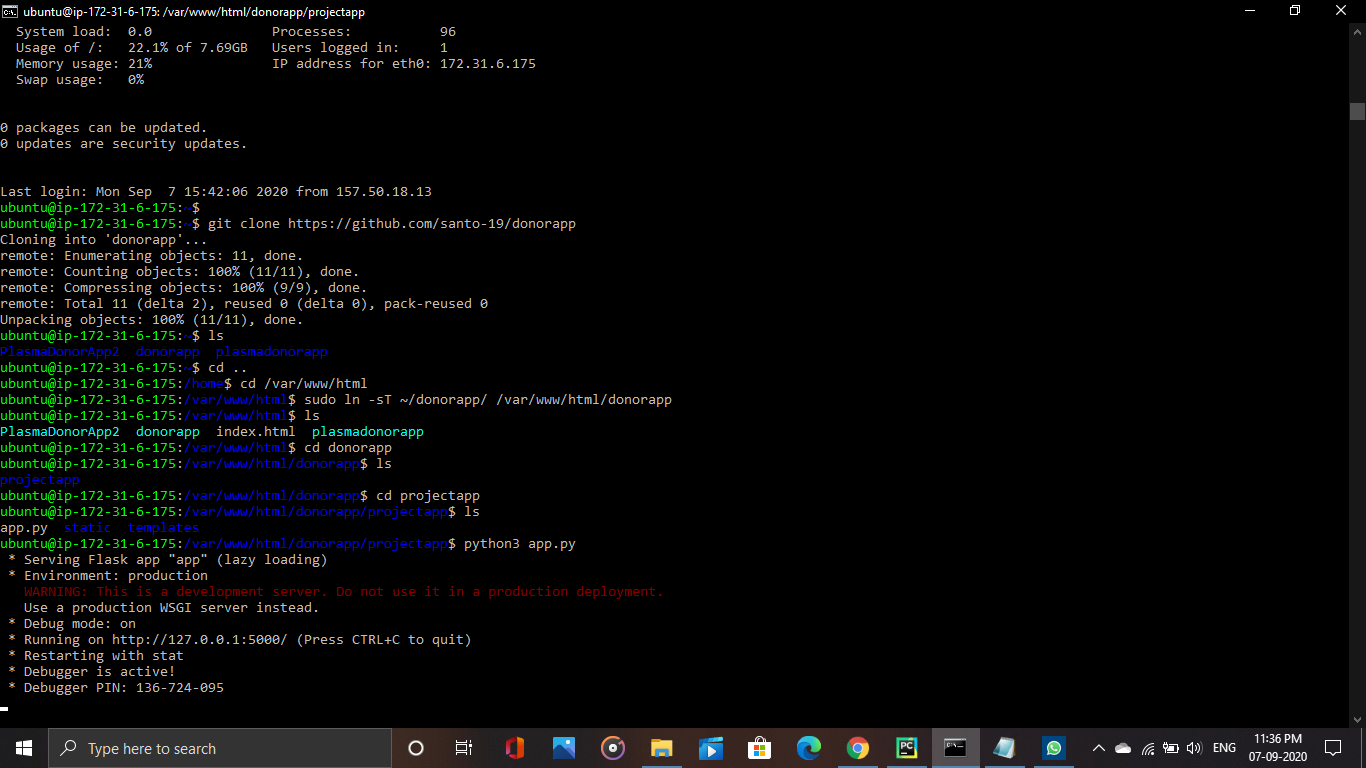 ubuntu@ip-172-31-6-175: /var/www/html/donorapp/projectapp
System load:  0.0               Processes:           96
Usage of /:   22.1% of 7.69GB   Users logged in:     1
Memory usage: 21%               IP address for eth0: 172.31.6.175
Swap usage:   0%
0 packages can be updated.
0 updates are security updates.
Last login: Mon Sep  7 15:42:06 2020 from 157.50.18.13
ubuntu@ip-172-31-6-175:~$
ubuntu@ip-172-31-6-175:~$ git clone https://github.com/santo-19/donorapp
Cloning into 'donorapp'...
remote: Enumerating objects: 11, done.
remote: Counting objects: 100% (11/11), done.
remote: Compressing objects: 100% (9/9), done.
remote: Total 11 (delta 2), reused 0 (delta 0), pack-reused 0
Unpacking objects: 100% (11/11), done.
ubuntu@ip-172-31-6-175:~$ ls
PlasmaDonorApp2  donorapp  plasmadonorapp
ubuntu@ip-172-31-6-175:~$ cd ..
ubuntu@ip-172-31-6-175:/home$ cd /var/www/html
ubuntu@ip-172-31-6-175:/var/www/html$ sudo ln -sT ~/donorapp/ /var/www/html/donorapp
ubuntu@ip-172-31-6-175:/var/www/html$ ls
PlasmaDonorApp2  donorapp  index.html  plasmadonorapp
ubuntu@ip-172-31-6-175:/var/www/html$ cd donorapp
ubuntu@ip-172-31-6-175:/var/www/html/donorapp$ ls
projectapp
ubuntu@ip-172-31-6-175:/var/www/html/donorapp$ cd projectapp
ubuntu@ip-172-31-6-175:/var/www/html/donorapp/projectapp$ ls
app.py  static  templates
ubuntu@ip-172-31-6-175:/var/www/html/donorapp/projectapp$ python3 app.py
* Serving Flask app "app" (lazy loading)
* Environment: production
WARNING: This is a development server. Do not use it in a production deployment.
Use a production WSGI server instead.
* Debug mode: on
* Running on http://127.0.0.1:5000/ (Press CTRL+C to quit)
* Restarting with stat
* Debugger is active!
* Debugger PIN: 136-724-095
Type here to search
PC
ENG
11:36 PM
07-09-2020